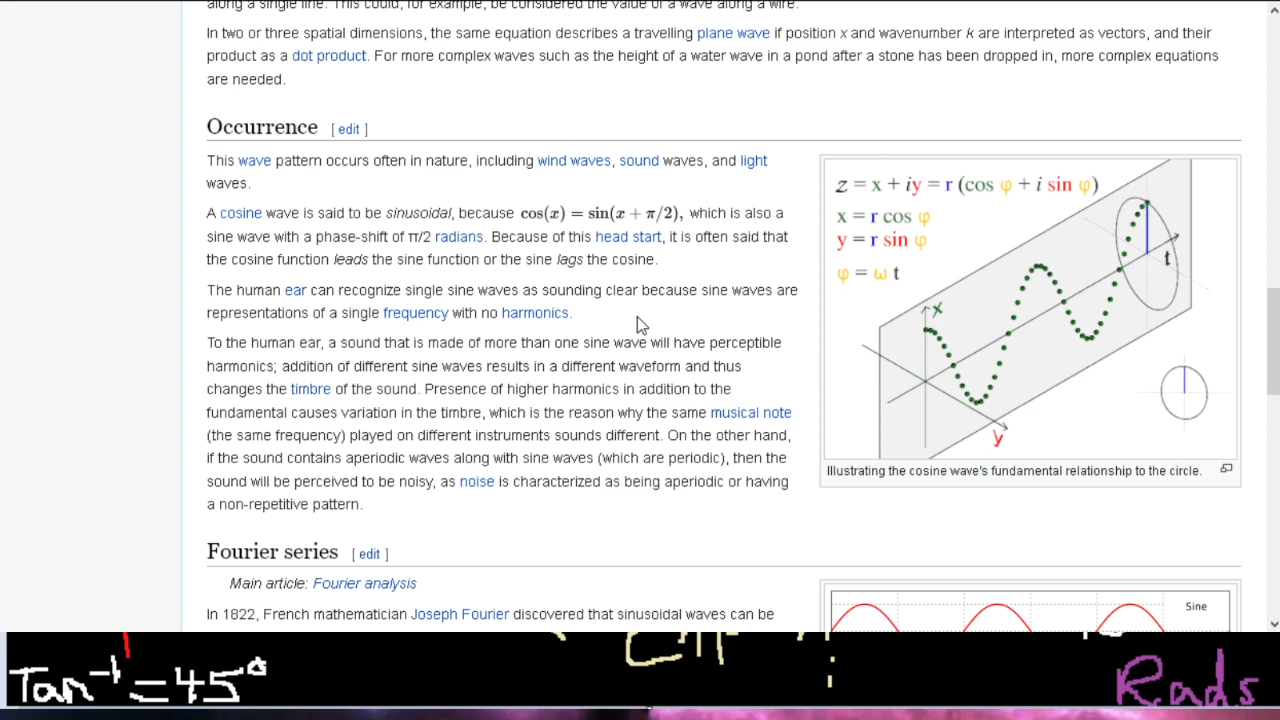 along a single line. This could, for example, be considered the value of a wave along a wire.
In two or three spatial dimensions, the same equation describes a travelling plane wave if position x and wavenumber k are interpreted as vectors, and their
product as a dot product. For more complex waves such as the height of a water wave in a pond after a stone has been dropped in, more complex equations
are needed.
Occurrence [ edit ]
This wave pattern occurs often in nature, including wind waves, sound waves, and light
waves.
A cosine wave is said to be sinusoidal, because cos(x) = sin(x + π/2), which is also a
sine wave with a phase-shift of π/2 radians. Because of this head start, it is often said that
the cosine function leads the sine function or the sine lags the cosine.
The human ear can recognize single sine waves as sounding clear because sine waves are
representations of a single frequency with no harmonics.
To the human ear, a sound that is made of more than one sine wave will have perceptible
harmonics; addition of different sine waves results in a different waveform and thus
changes the timbre of the sound. Presence of higher harmonics in addition to the
fundamental causes variation in the timbre, which is the reason why the same musical note
(the same frequency) played on different instruments sounds different. On the other hand,
if the sound contains aperiodic waves along with sine waves (which are periodic), then the
sound will be perceived to be noisy, as noise is characterized as being aperiodic or having
a non-repetitive pattern.
z = x + iy = r (cos φ + i sin φ)
x = r cos φ
y = r sin φ
φ = ω t
t
x
y
Illustrating the cosine wave's fundamental relationship to the circle.
Fourier series [ edit ]
Main article: Fourier analysis
In 1822, French mathematician Joseph Fourier discovered that sinusoidal waves can be
Sine
Tan⁻¹ = 45°
Rads